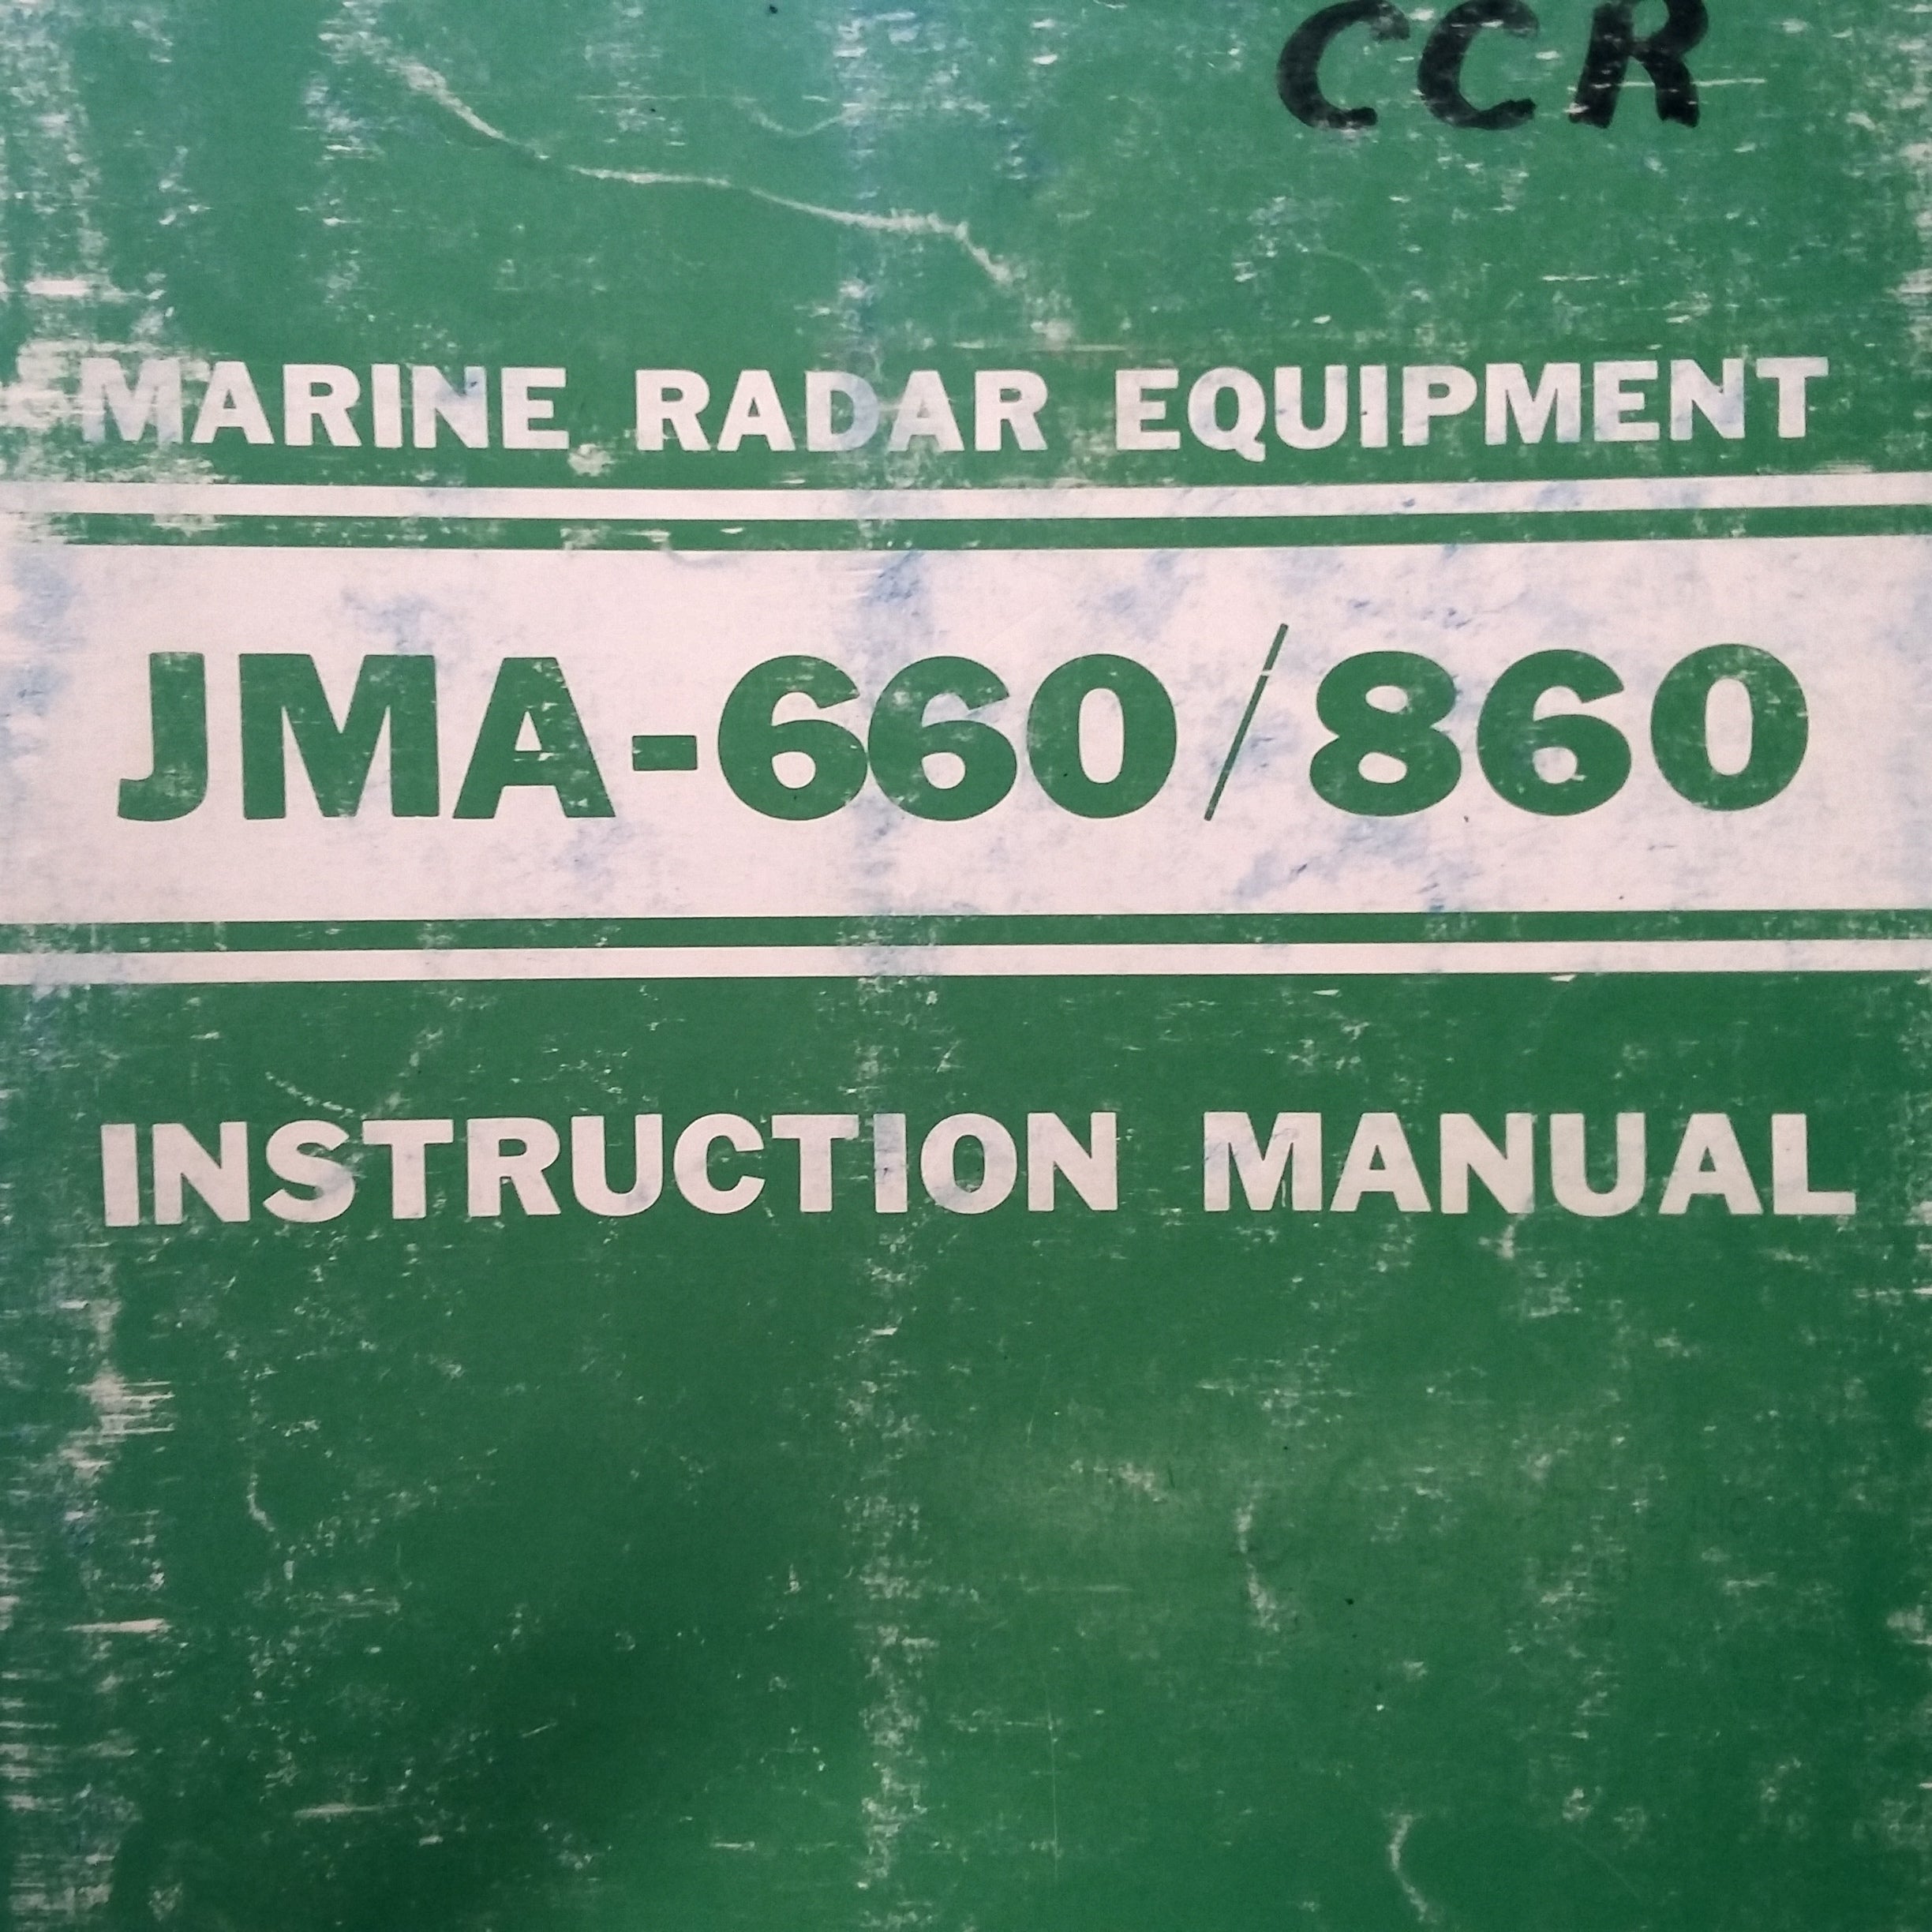 CCR
MARINE RADAR EQUIPMENT
JMA-660/860
INSTRUCTION MANUAL